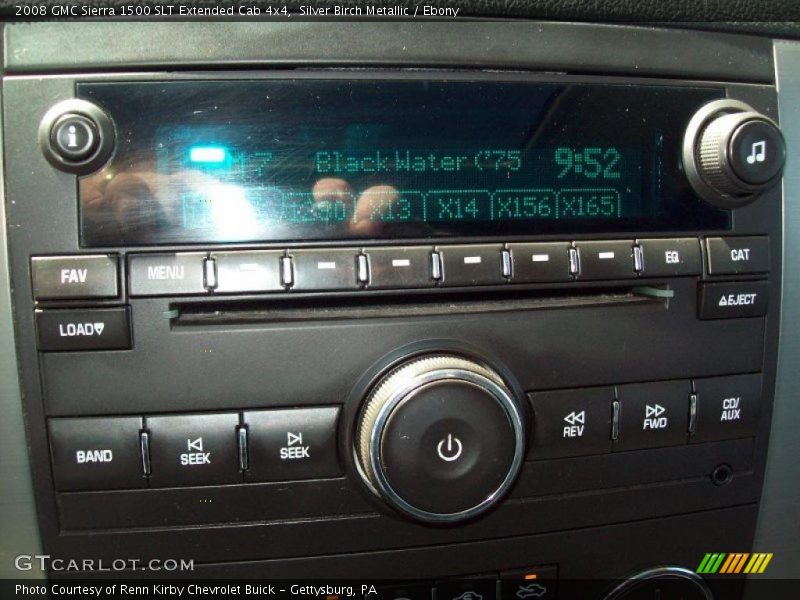 2008 GMC Sierra 1500 SLT Extended Cab 4x4, Silver Birch Metallic / Ebony
i
Black Water ('75 9:52
X13 X14 X156 X165
FAV MENU EQ CAT
LOAD EJECT
BAND SEEK SEEK REV FWD CD/AUX
GTCARLOT.COM
Photo Courtesy of Renn Kirby Chevrolet Buick - Gettysburg, PA